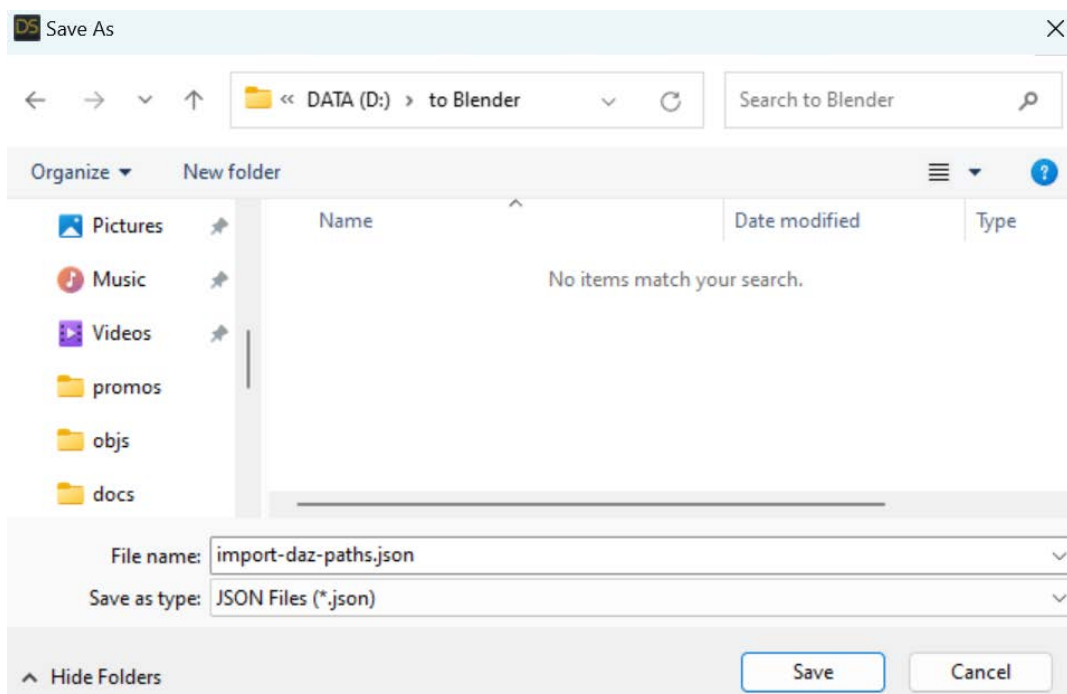 DS Save As
« DATA (D:) › to Blender
Search to Blender
Organize
New folder
?
Name
Date modified
Type
Pictures
No items match your search.
Music
Videos
promos
objs
docs
File name: import-daz-paths.json
Save as type: JSON Files (*.json)
Hide Folders
Save
Cancel